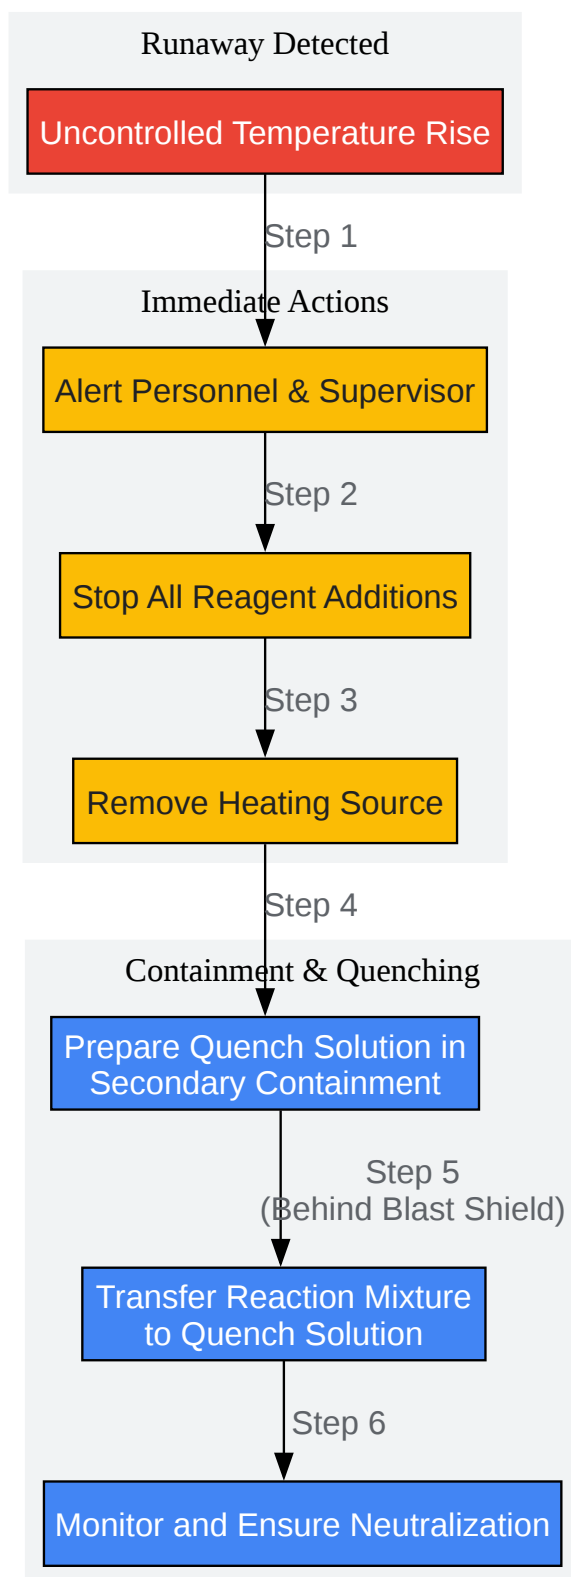 Runaway Detected
Uncontrolled Temperature Rise
Step 1
Immediate Actions
Alert Personnel & Supervisor
Step 2
Stop All Reagent Additions
Step 3
Remove Heating Source
Step 4
Containment & Quenching
Prepare Quench Solution in
Secondary Containment
Step 5
(Behind Blast Shield)
Transfer Reaction Mixture
to Quench Solution
Step 6
Monitor and Ensure Neutralization